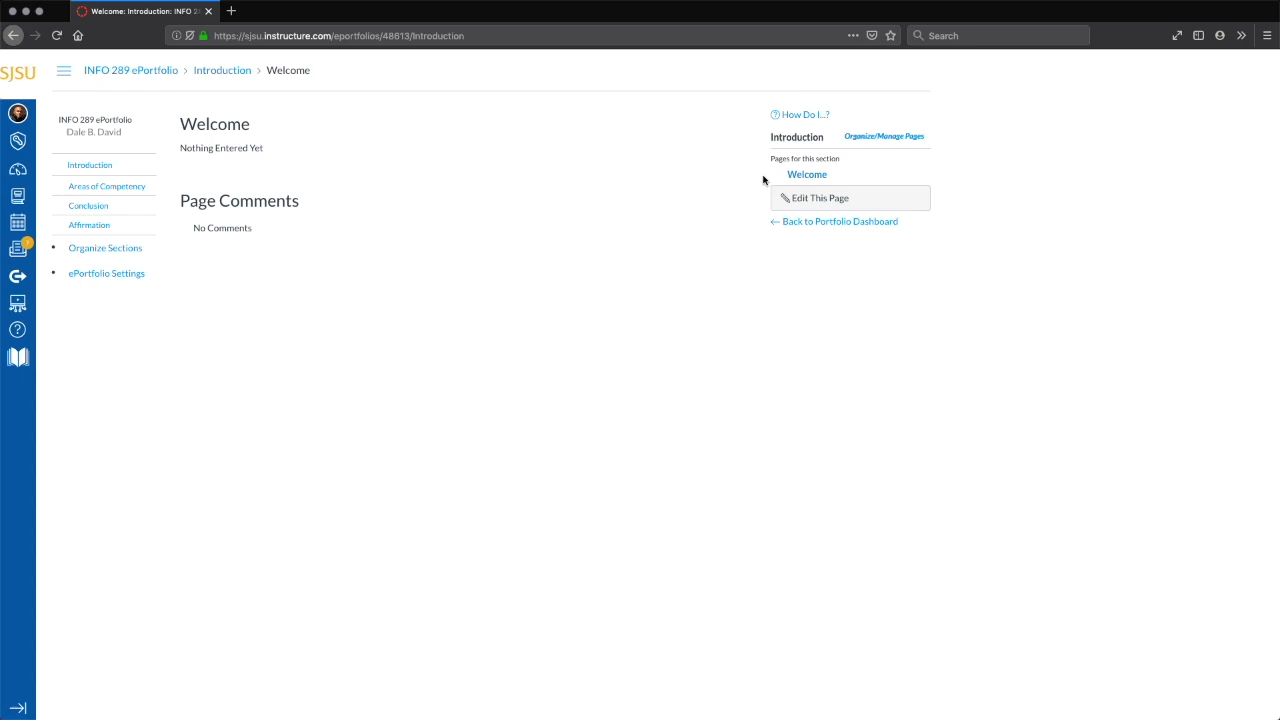 Welcome: Introduction: INFO 2
https://sjsu.instructure.com/eportfolios/48613/Introduction
Search
SJSU
INFO 289 ePortfolio > Introduction > Welcome
INFO 289 ePortfolio
Dale B. David
Introduction
Areas of Competency
Conclusion
Affirmation
Organize Sections
ePortfolio Settings
Welcome
Nothing Entered Yet
Page Comments
No Comments
How Do I...?
Introduction
Organize/Manage Pages
Pages for this section
Welcome
Edit This Page
Back to Portfolio Dashboard